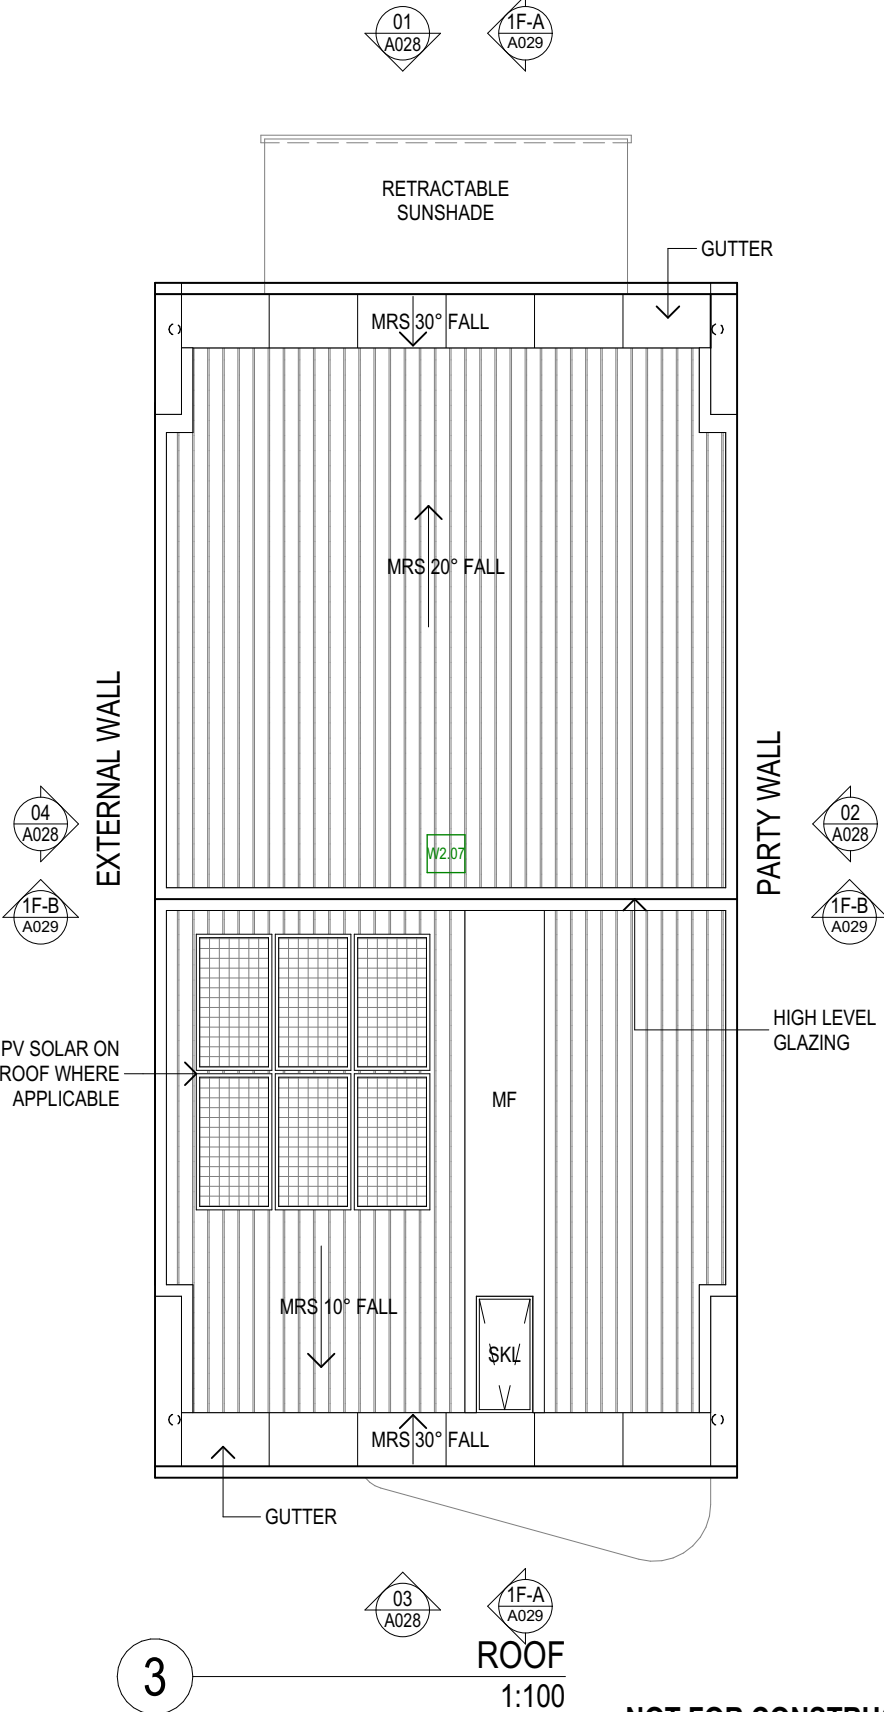 01
A028
1F-A
A029
RETRACTABLE
SUNSHADE
GUTTER
MRS 30° FALL
MRS 20° FALL
EXTERNAL WALL
PARTY WALL
04
A028
02
A028
W2.07
1F-B
A029
1F-B
A029
HIGH LEVEL
GLAZING
PV SOLAR ON
ROOF WHERE
APPLICABLE
MF
MRS 10° FALL
SKL
MRS 30° FALL
GUTTER
03
A028
1F-A
A029
3
ROOF
1:100
NOT FOR